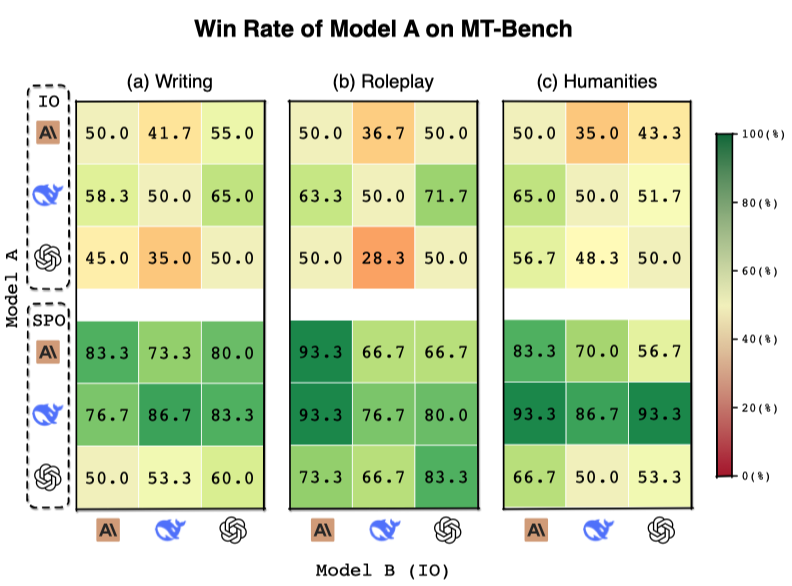 Win Rate of Model A on MT-Bench
(a) Writing (b) Roleplay (c) Humanities
IO
A\ 50.0 41.7 55.0 50.0 36.7 50.0 50.0 35.0 43.3
58.3 50.0 65.0 63.3 50.0 71.7 65.0 50.0 51.7
45.0 35.0 50.0 50.0 28.3 50.0 56.7 48.3 50.0
SPO
A\ 83.3 73.3 80.0 93.3 66.7 66.7 83.3 70.0 56.7
76.7 86.7 83.3 93.3 76.7 80.0 93.3 86.7 93.3
50.0 53.3 60.0 73.3 66.7 83.3 66.7 50.0 53.3
A\ A\ A\
Model A
Model B (IO)
100(%)
80(%)
60(%)
40(%)
20(%)
0(%)